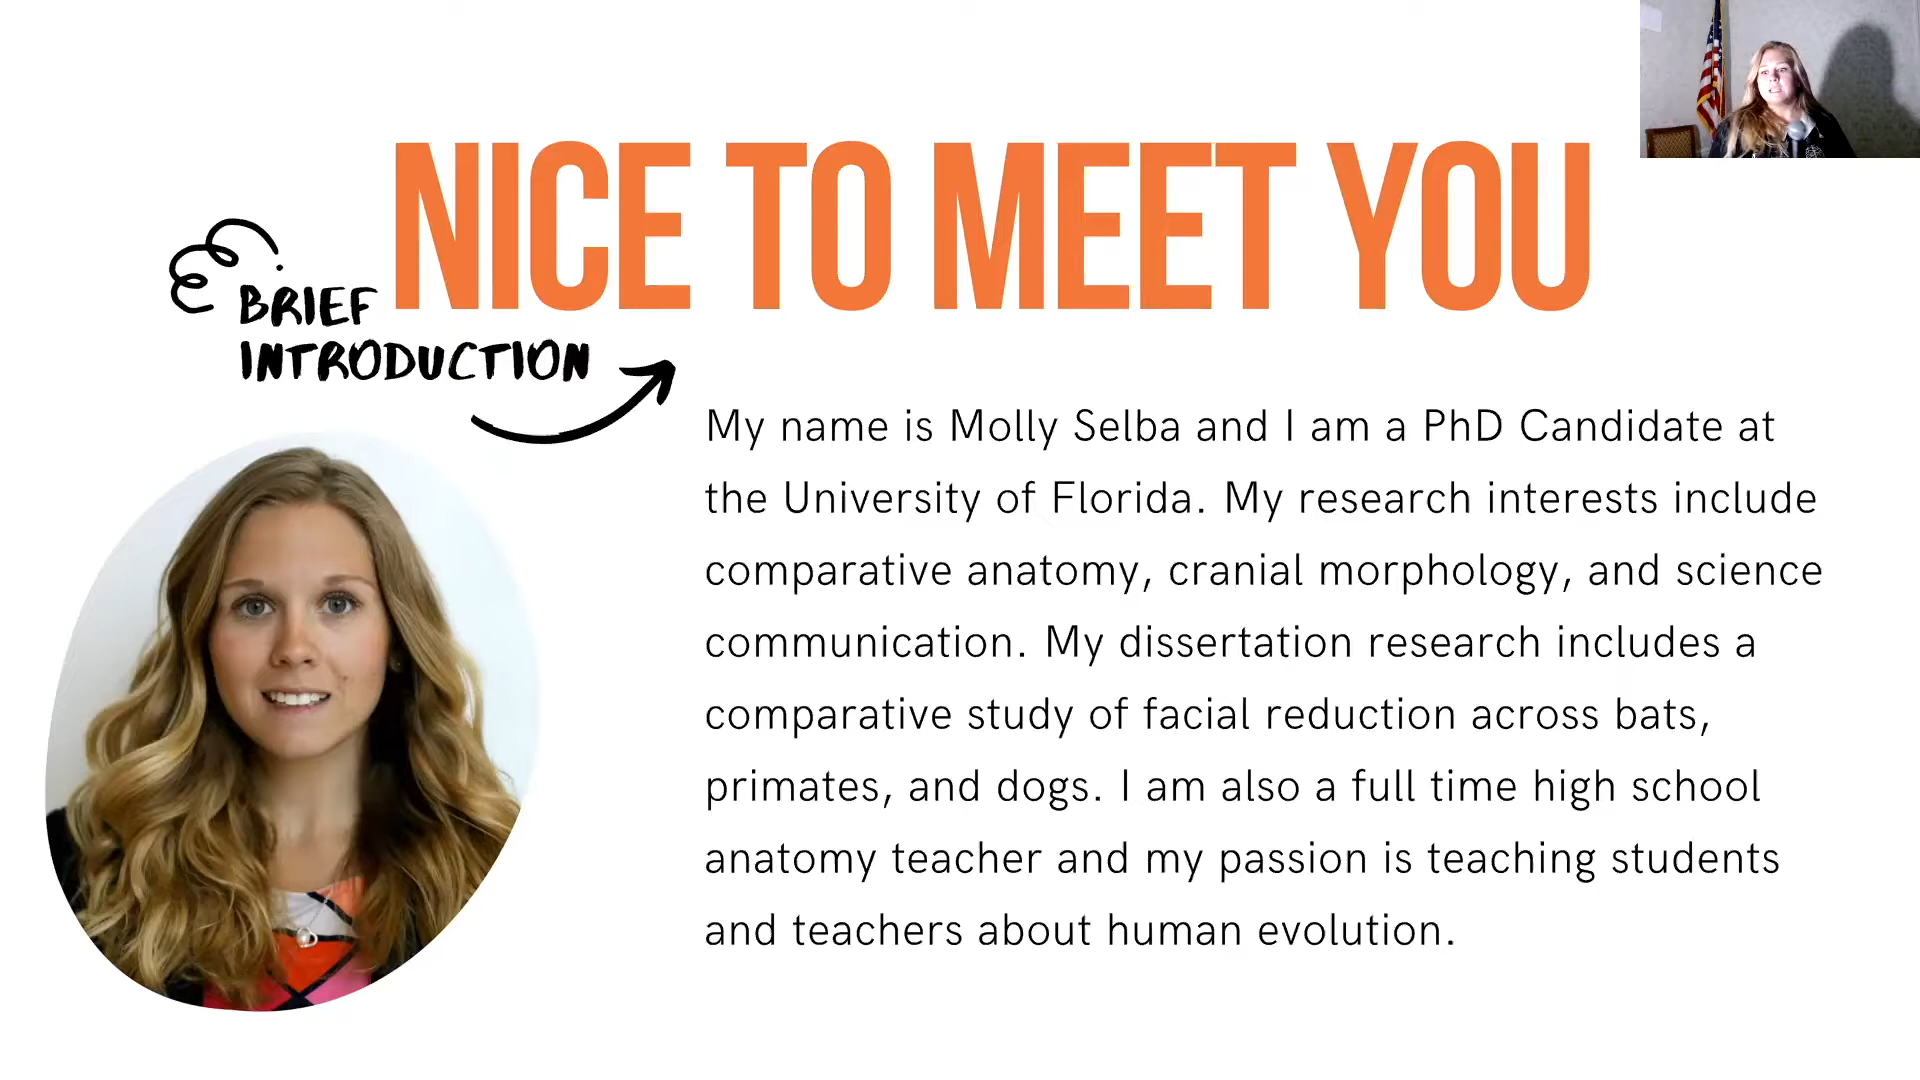 NICE TO MEET YOU
BRIEF
INTRODUCTION
My name is Molly Selba and I am a PhD Candidate at
the University of Florida. My research interests include
comparative anatomy, cranial morphology, and science
communication. My dissertation research includes a
comparative study of facial reduction across bats,
primates, and dogs. I am also a full time high school
anatomy teacher and my passion is teaching students
and teachers about human evolution.